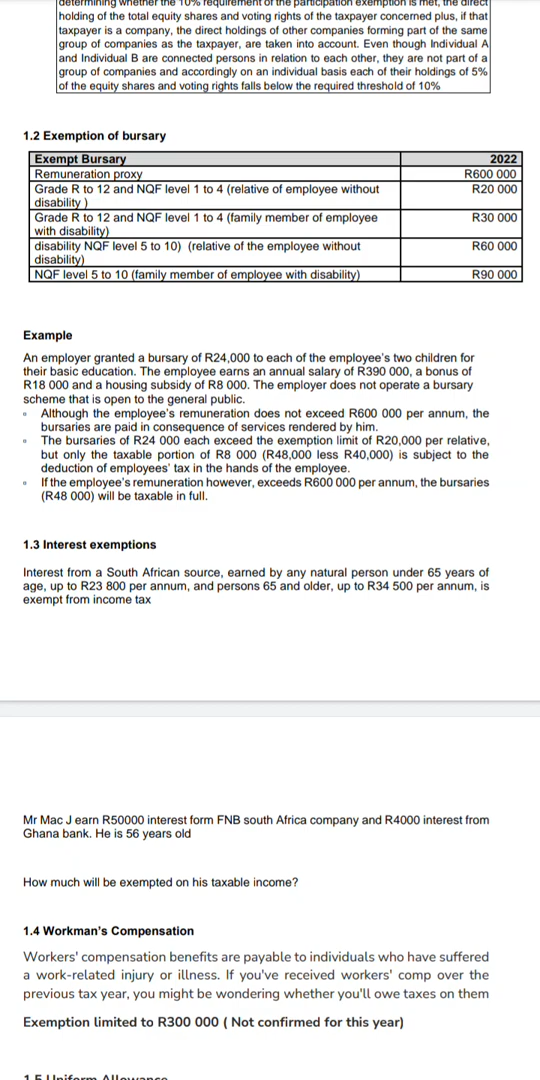 determining whether the 10% requirement of the participation exemption is met, the direct
holding of the total equity shares and voting rights of the taxpayer concerned plus, if that
taxpayer is a company, the direct holdings of other companies forming part of the same
group of companies as the taxpayer, are taken into account. Even though Individual A
and Individual B are connected persons in relation to each other, they are not part of a
group of companies and accordingly on an individual basis each of their holdings of 5%
of the equity shares and voting rights falls below the required threshold of 10%
1.2 Exemption of bursary
Exempt Bursary 2022
Remuneration proxy R600 000
Grade R to 12 and NQF level 1 to 4 (relative of employee without R20 000
disability )
Grade R to 12 and NQF level 1 to 4 (family member of employee R30 000
with disability)
disability NQF level 5 to 10) (relative of the employee without R60 000
disability)
NQF level 5 to 10 (family member of employee with disability) R90 000
Example
An employer granted a bursary of R24,000 to each of the employee's two children for
their basic education. The employee earns an annual salary of R390 000, a bonus of
R18 000 and a housing subsidy of R8 000. The employer does not operate a bursary
scheme that is open to the general public.
▫ Although the employee's remuneration does not exceed R600 000 per annum, the
bursaries are paid in consequence of services rendered by him.
▫ The bursaries of R24 000 each exceed the exemption limit of R20,000 per relative,
but only the taxable portion of R8 000 (R48,000 less R40,000) is subject to the
deduction of employees' tax in the hands of the employee.
▫ If the employee's remuneration however, exceeds R600 000 per annum, the bursaries
(R48 000) will be taxable in full.
1.3 Interest exemptions
Interest from a South African source, earned by any natural person under 65 years of
age, up to R23 800 per annum, and persons 65 and older, up to R34 500 per annum, is
exempt from income tax
Mr Mac J earn R50000 interest form FNB south Africa company and R4000 interest from
Ghana bank. He is 56 years old
How much will be exempted on his taxable income?
1.4 Workman's Compensation
Workers' compensation benefits are payable to individuals who have suffered
a work-related injury or illness. If you've received workers' comp over the
previous tax year, you might be wondering whether you'll owe taxes on them
Exemption limited to R300 000 ( Not confirmed for this year)
1.5 Uniform Allowance